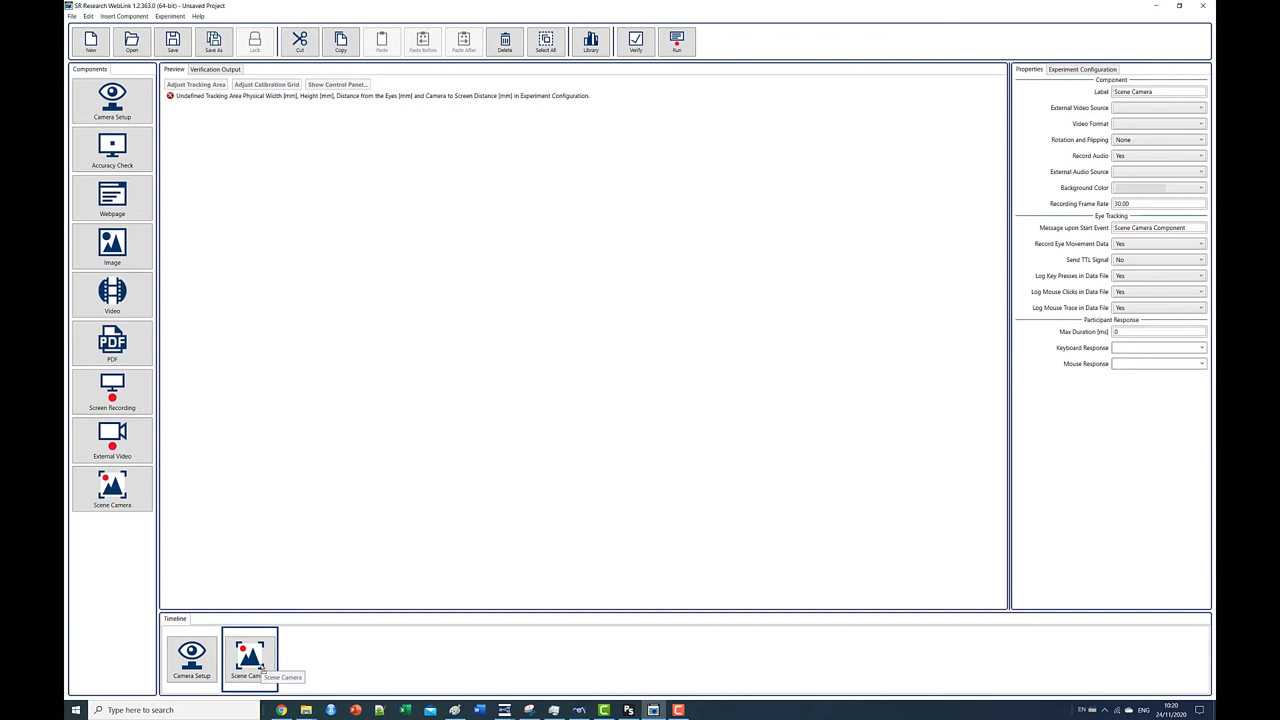 SR Research WebLink 1.2.363.0 (64-bit) - Unsaved Project
File Edit Insert Component Experiment Help
New Open Save Save As Lock Cut Copy Paste Paste Before Paste After Delete Select All Library Verify Run
Components
Camera Setup
Accuracy Check
Webpage
Image
Video
PDF
Screen Recording
External Video
Scene Camera
Preview Verification Output
Adjust Tracking Area Adjust Calibration Grid Show Control Panel...
Undefined Tracking Area Physical Width [mm], Height [mm], Distance from the Eyes [mm] and Camera to Screen Distance [mm] in Experiment Configuration.
Properties Experiment Configuration
Component
Label Scene Camera
External Video Source
Video Format
Rotation and Flipping None
Record Audio Yes
External Audio Source
Background Color
Recording Frame Rate 30.00
Eye Tracking
Message upon Start Event Scene Camera Component
Record Eye Movement Data Yes
Send TTL Signal No
Log Key Presses in Data File Yes
Log Mouse Clicks in Data File Yes
Log Mouse Trace in Data File Yes
Participant Response
Max Duration [ms] 0
Keyboard Response
Mouse Response
Timeline
Camera Setup Scene Cam
Scene Camera
Type here to search
EN ENG
10:20
24/11/2020